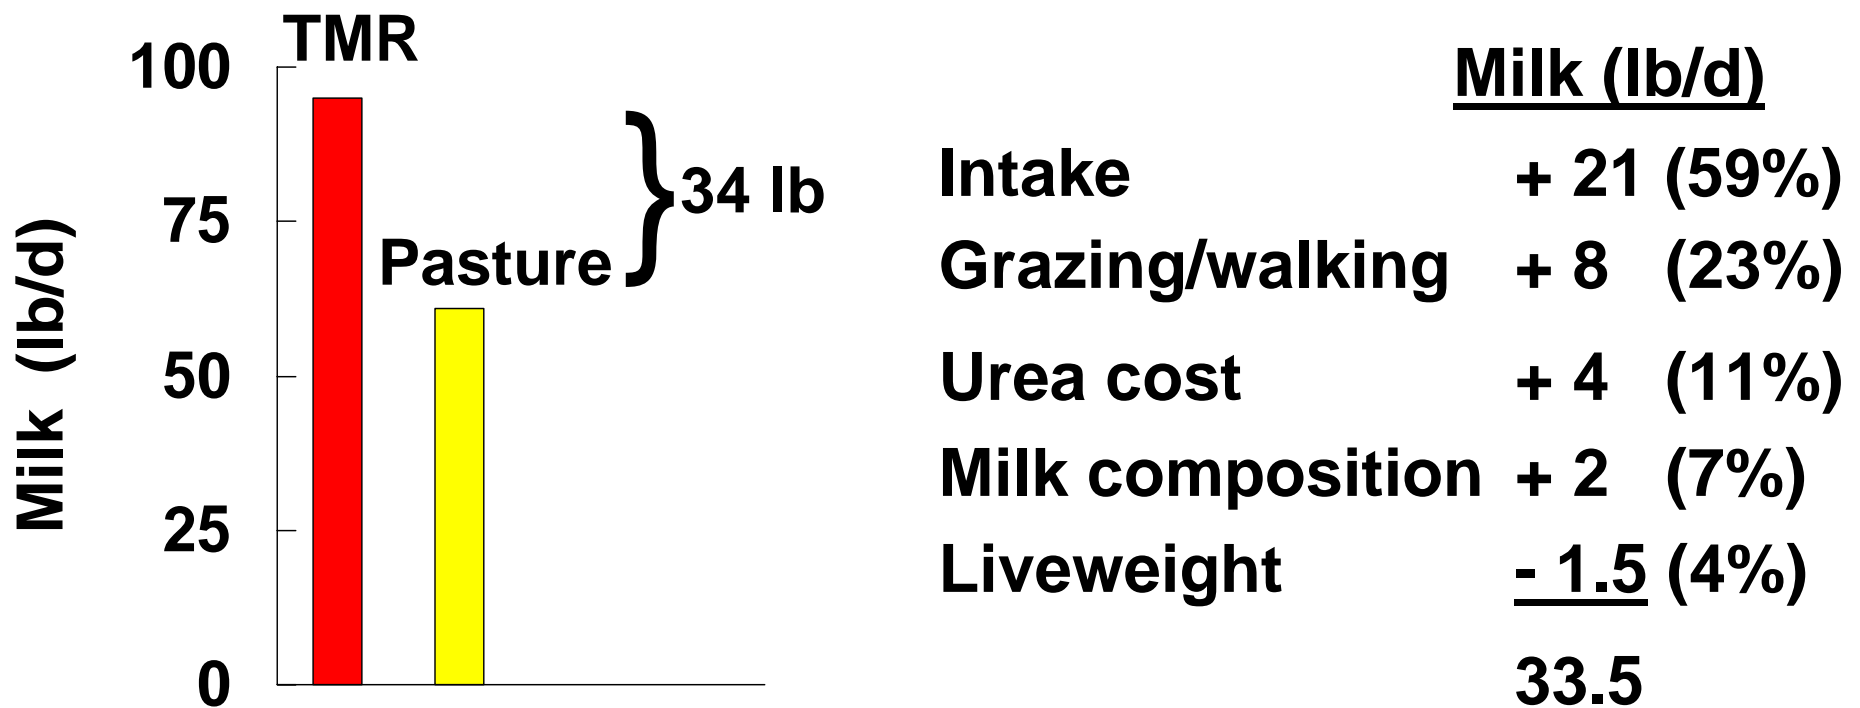 TMR
100
75
50
25
0
Milk (lb/d)
Pasture
} 34 lb
Milk (lb/d)
Intake + 21 (59%)
Grazing/walking + 8 (23%)
Urea cost + 4 (11%)
Milk composition + 2 (7%)
Liveweight - 1.5 (4%)
33.5